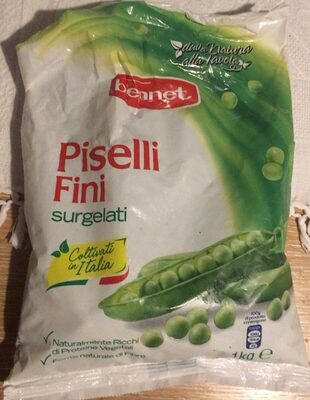 dalla Natura
alla Tavola
bennet
Piselli
Fini
surgelati
Coltivati
in Italia
Naturalmente Ricchi
di Proteine Vegetali
Fonte naturale di Fibre
1kg e